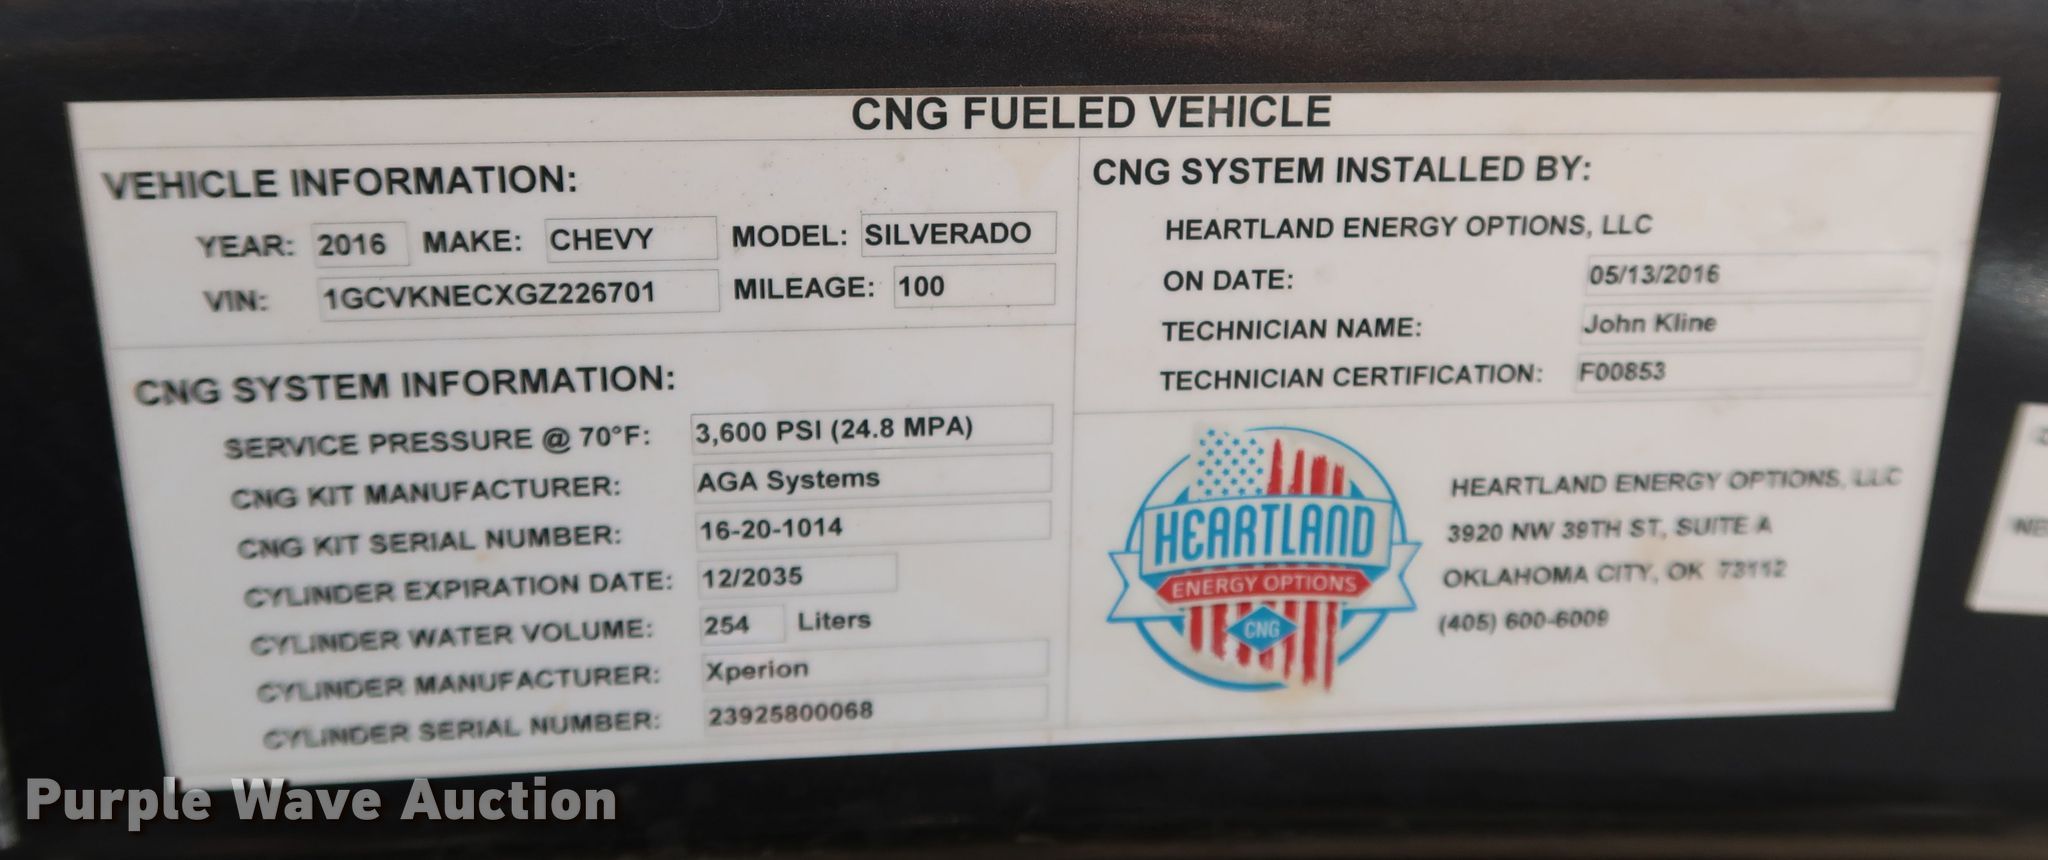 CNG FUELED VEHICLE
VEHICLE INFORMATION:
YEAR: 2016 MAKE: CHEVY MODEL: SILVERADO
VIN: 1GCVKNECXGZ226701 MILEAGE: 100
CNG SYSTEM INFORMATION:
SERVICE PRESSURE @ 70°F: 3,600 PSI (24.8 MPA)
CNG KIT MANUFACTURER: AGA Systems
CNG KIT SERIAL NUMBER: 16-20-1014
CYLINDER EXPIRATION DATE: 12/2035
CYLINDER WATER VOLUME: 254 Liters
CYLINDER MANUFACTURER: Xperion
CYLINDER SERIAL NUMBER: 23925800068
CNG SYSTEM INSTALLED BY:
HEARTLAND ENERGY OPTIONS, LLC
ON DATE: 05/13/2016
TECHNICIAN NAME: John Kline
TECHNICIAN CERTIFICATION: F00853
HEARTLAND
ENERGY OPTIONS
CNG
HEARTLAND ENERGY OPTIONS, LLC
3920 NW 39TH ST, SUITE A
OKLAHOMA CITY, OK 73112
(405) 600-6009
Purple Wave Auction